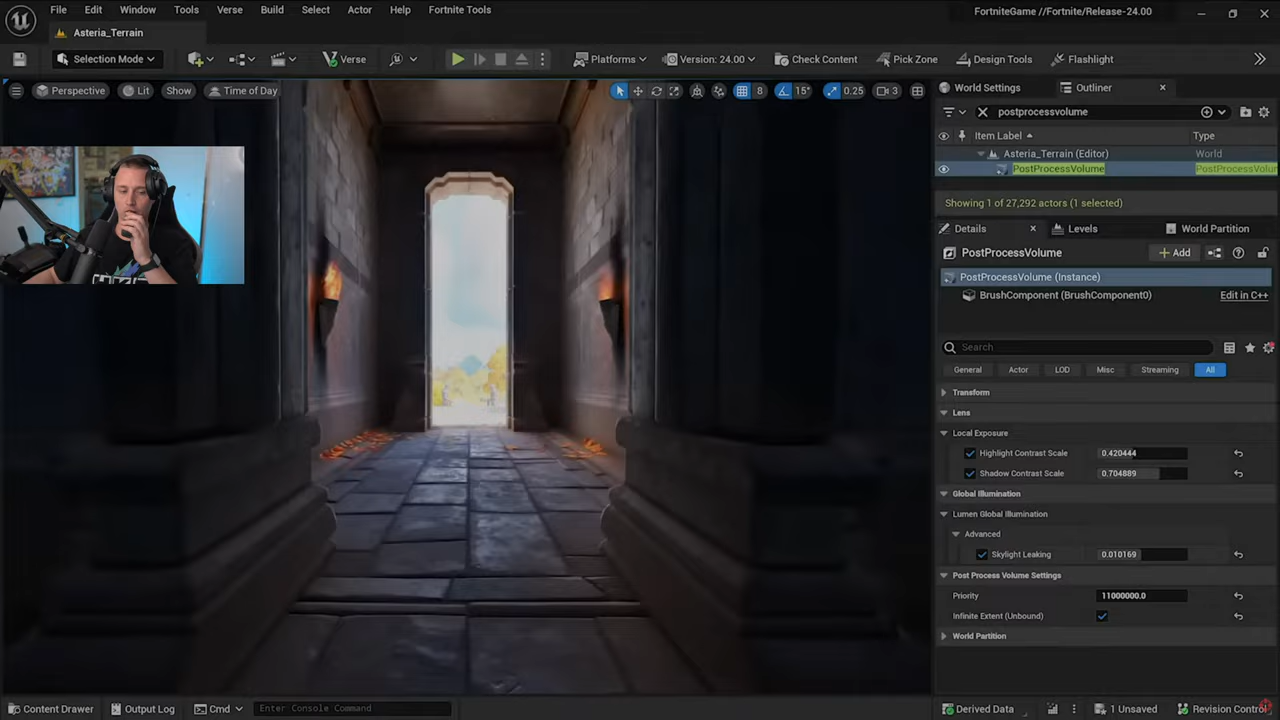 File Edit Window Tools Verse Build Select Actor Help Fortnite Tools
FortniteGame //Fortnite/Release-24.00
Asteria_Terrain
Selection Mode
Verse
Platforms
Version: 24.00
Check Content
Pick Zone
Design Tools
Flashlight
Perspective
Lit
Show
Time of Day
8
15°
0.25
3
World Settings
Outliner
postprocessvolume
Item Label
Type
Asteria_Terrain (Editor)
World
PostProcessVolume
PostProcessVolu
Showing 1 of 27,292 actors (1 selected)
Details
Levels
World Partition
PostProcessVolume
+ Add
PostProcessVolume (Instance)
BrushComponent (BrushComponent0)
Edit in C++
Search
General
Actor
LOD
Misc
Streaming
All
Transform
Lens
Local Exposure
Highlight Contrast Scale
0.420444
Shadow Contrast Scale
0.704889
Global Illumination
Lumen Global Illumination
Advanced
Skylight Leaking
0.010169
Post Process Volume Settings
Priority
11000000.0
Infinite Extent (Unbound)
World Partition
Content Drawer
Output Log
Cmd
Enter Console Command
Derived Data
1 Unsaved
Revision Control